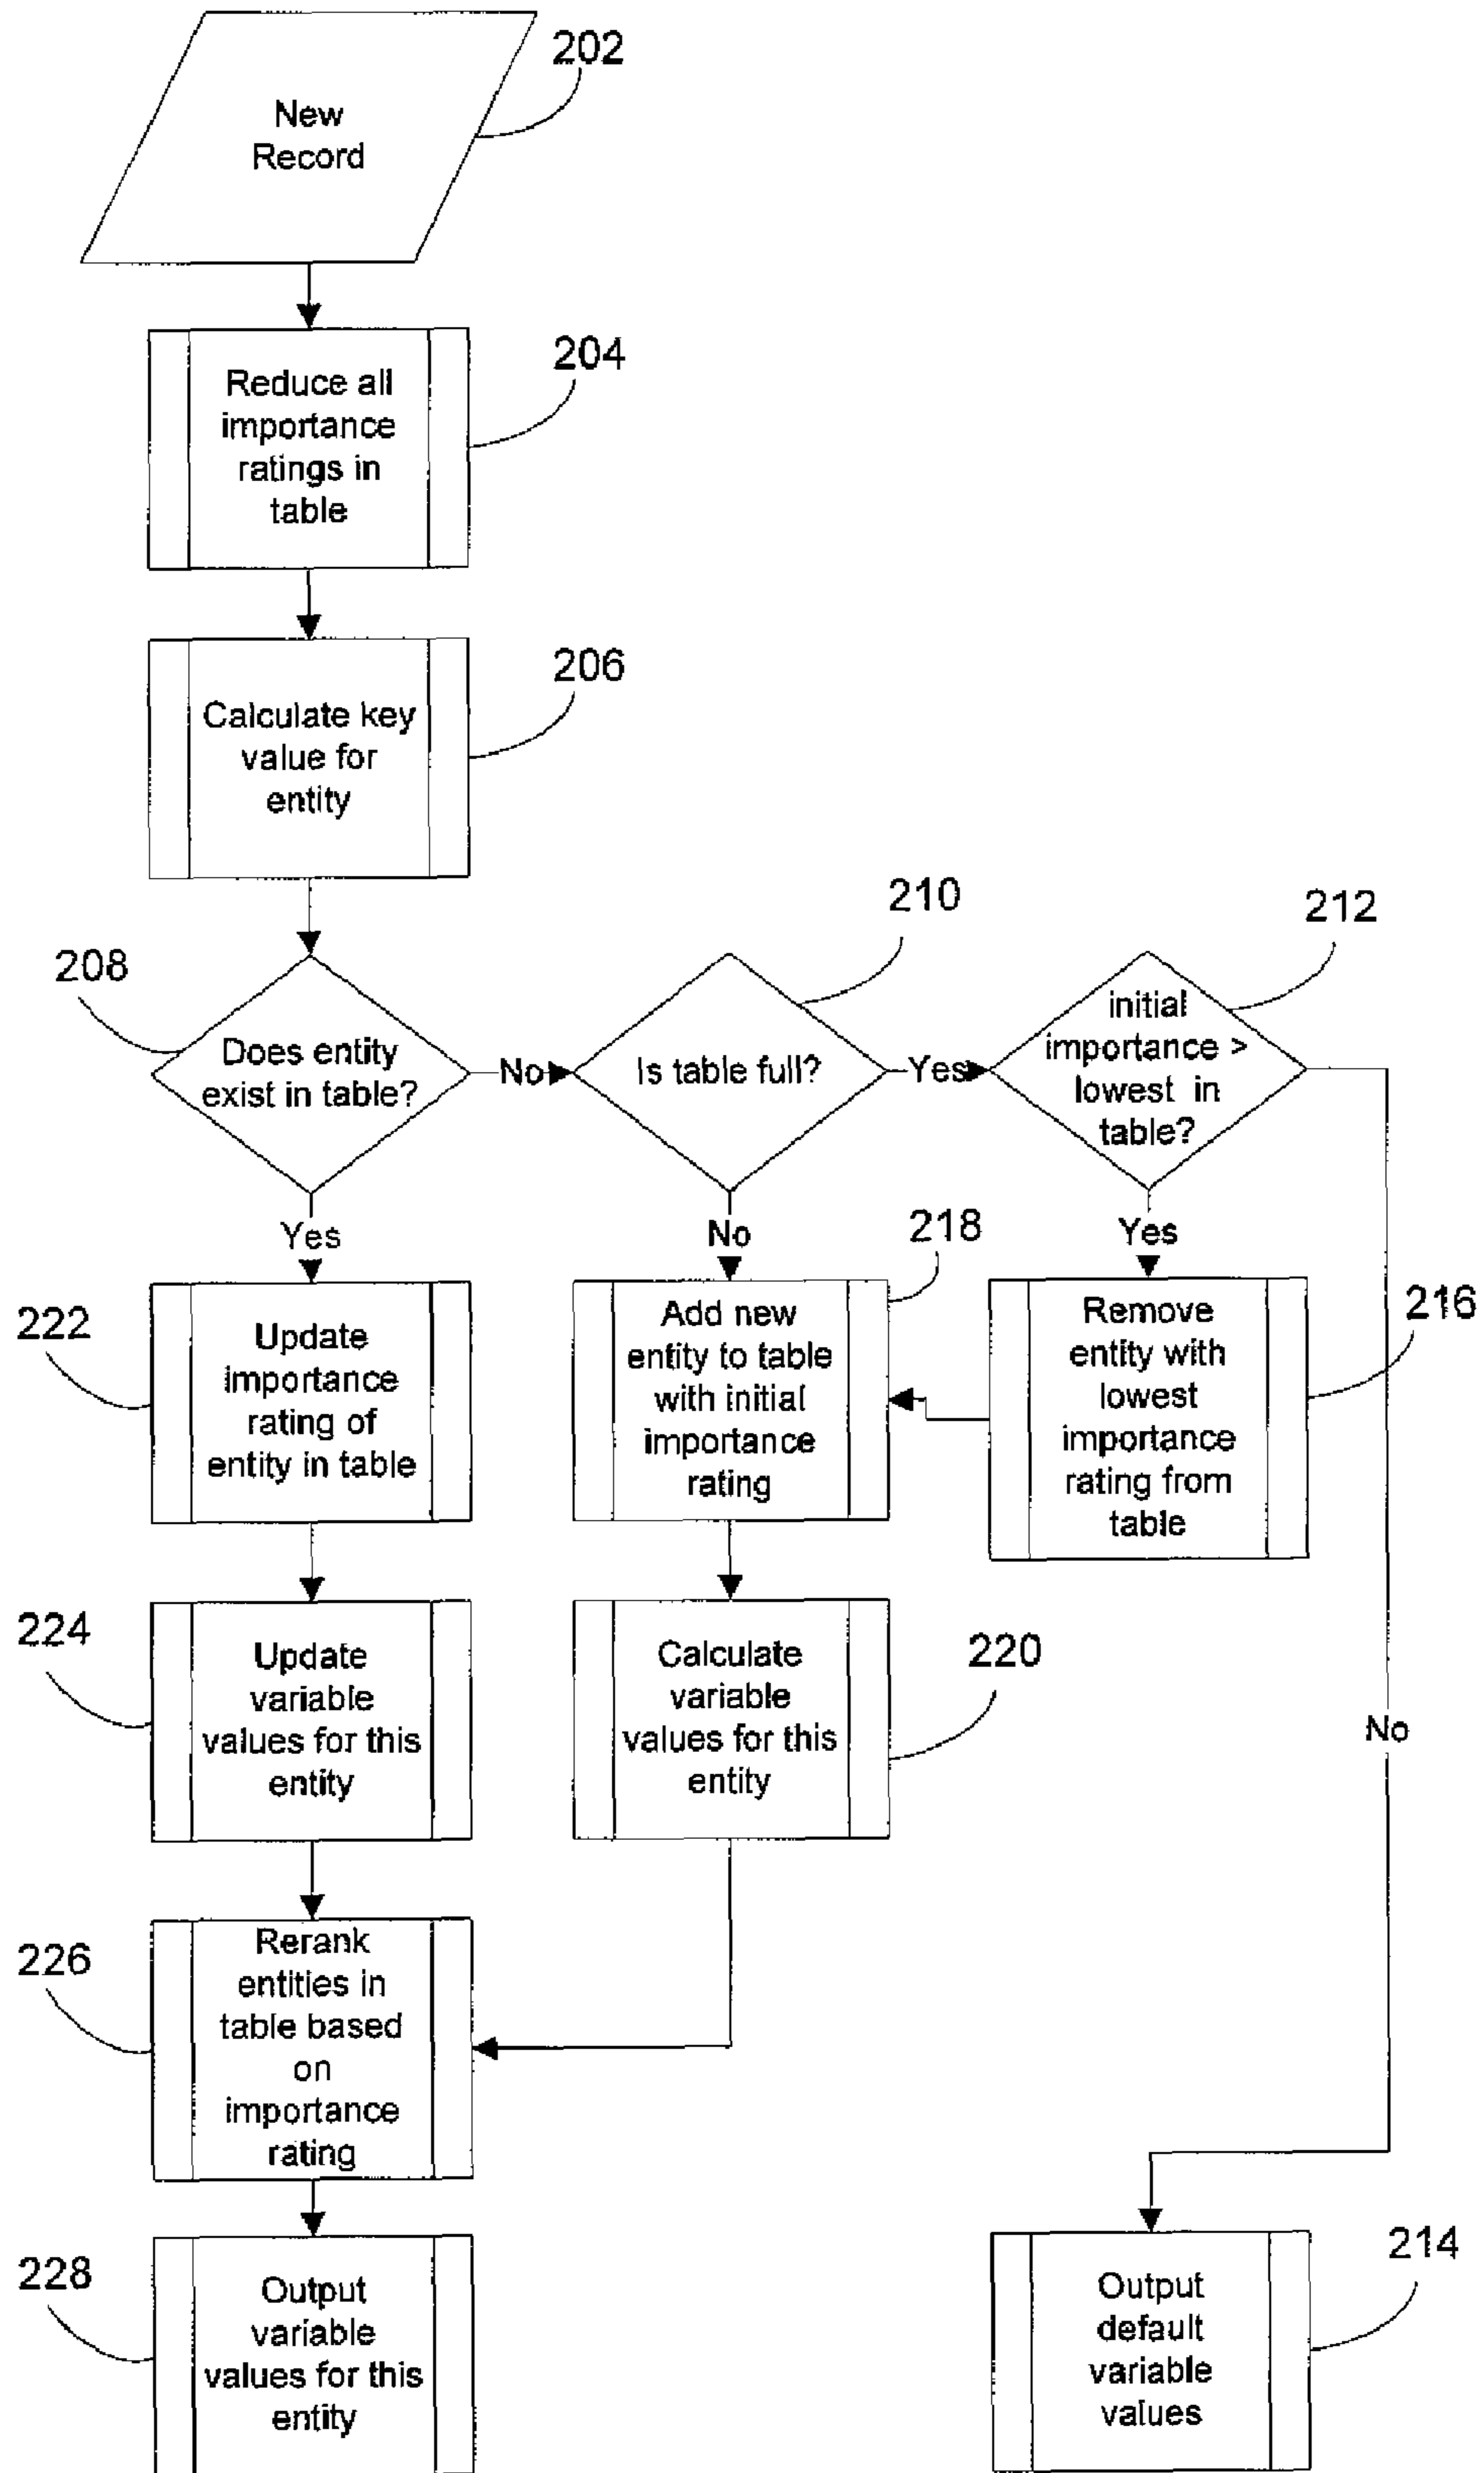 202
New
Record
204
Reduce all
importance
ratings in
table
206
Calculate key
value for
entity
208
Does entity
exist in table?
No
210
Is table full?
Yes
212
initial
importance >
lowest in
table?
Yes
No
Yes
218
216
222
Update
importance
rating of
entity in table
Add new
entity to table
with initial
importance
rating
Remove
entity with
lowest
importance
rating from
table
224
Update
variable
values for this
entity
Calculate
variable
values for this
entity
220
No
226
Rerank
entities in
table based
on
importance
rating
228
Output
variable
values for this
entity
214
Output
default
variable
values